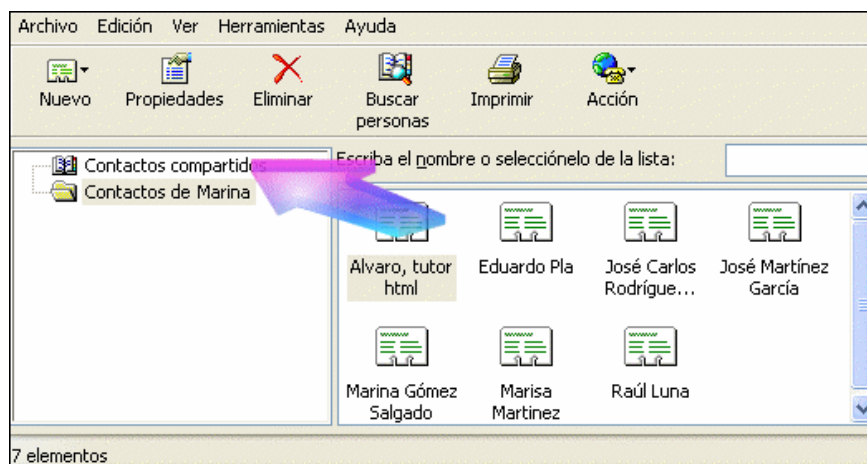 Archivo Edición Ver Herramientas Ayuda
Nuevo Propiedades Eliminar Buscar personas Imprimir Acción
Contactos compartidos
Contactos de Marina
Escriba el nombre o selecciónelo de la lista:
Alvaro, tutor html
Eduardo Pla
José Carlos Rodrígue...
José Martínez García
Marina Gómez Salgado
Marisa Martinez
Raúl Luna
7 elementos